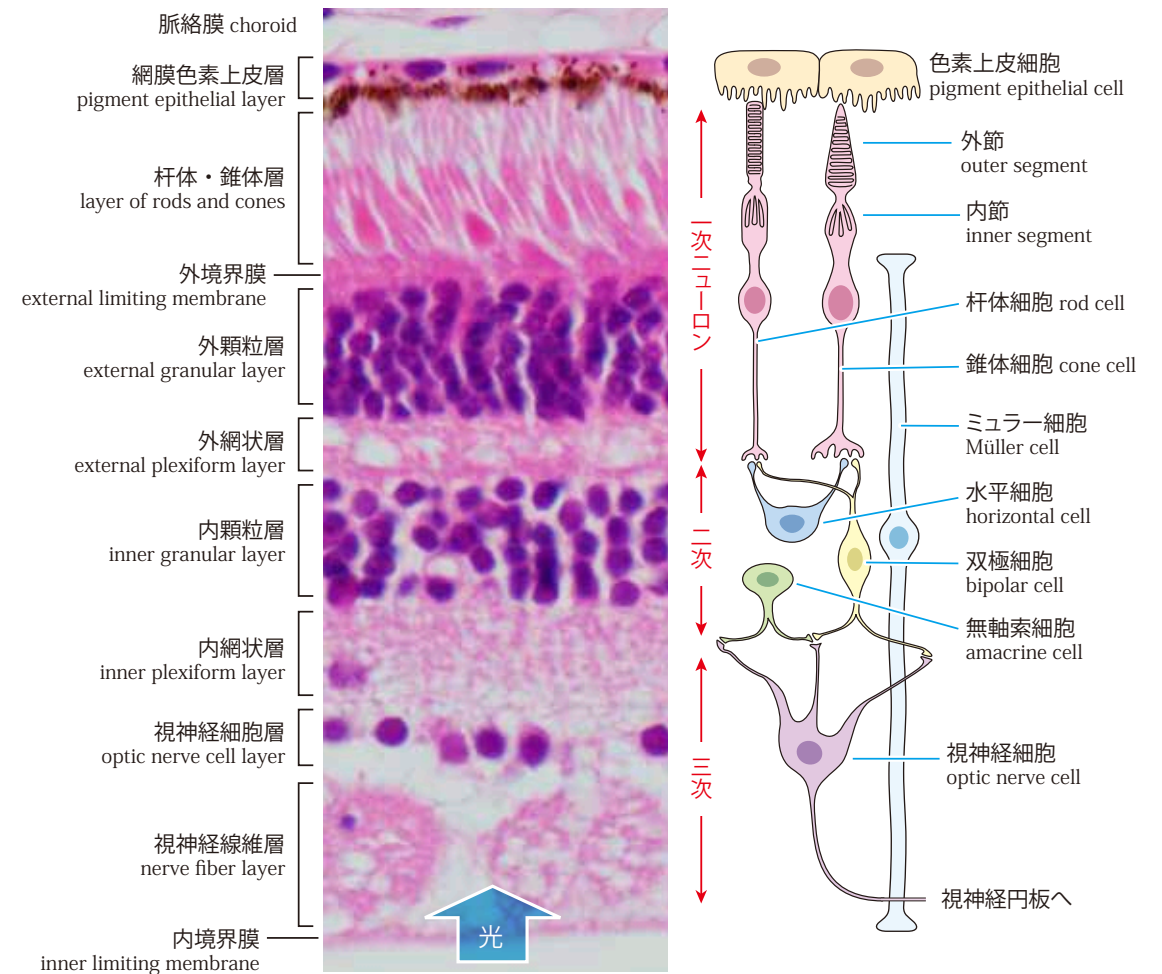 脈絡膜 choroid
網膜色素上皮層
pigment epithelial layer
杆体・錐体層
layer of rods and cones
外境界膜
external limiting membrane
外顆粒層
external granular layer
外網状層
external plexiform layer
内顆粒層
inner granular layer
内網状層
inner plexiform layer
視神経細胞層
optic nerve cell layer
視神経線維層
nerve fiber layer
内境界膜
inner limiting membrane
光
一次ニューロン
二次
三次
色素上皮細胞
pigment epithelial cell
外節
outer segment
内節
inner segment
杆体細胞 rod cell
錐体細胞 cone cell
ミュラー細胞
Müller cell
水平細胞
horizontal cell
双極細胞
bipolar cell
無軸索細胞
amacrine cell
視神経細胞
optic nerve cell
視神経円板へ